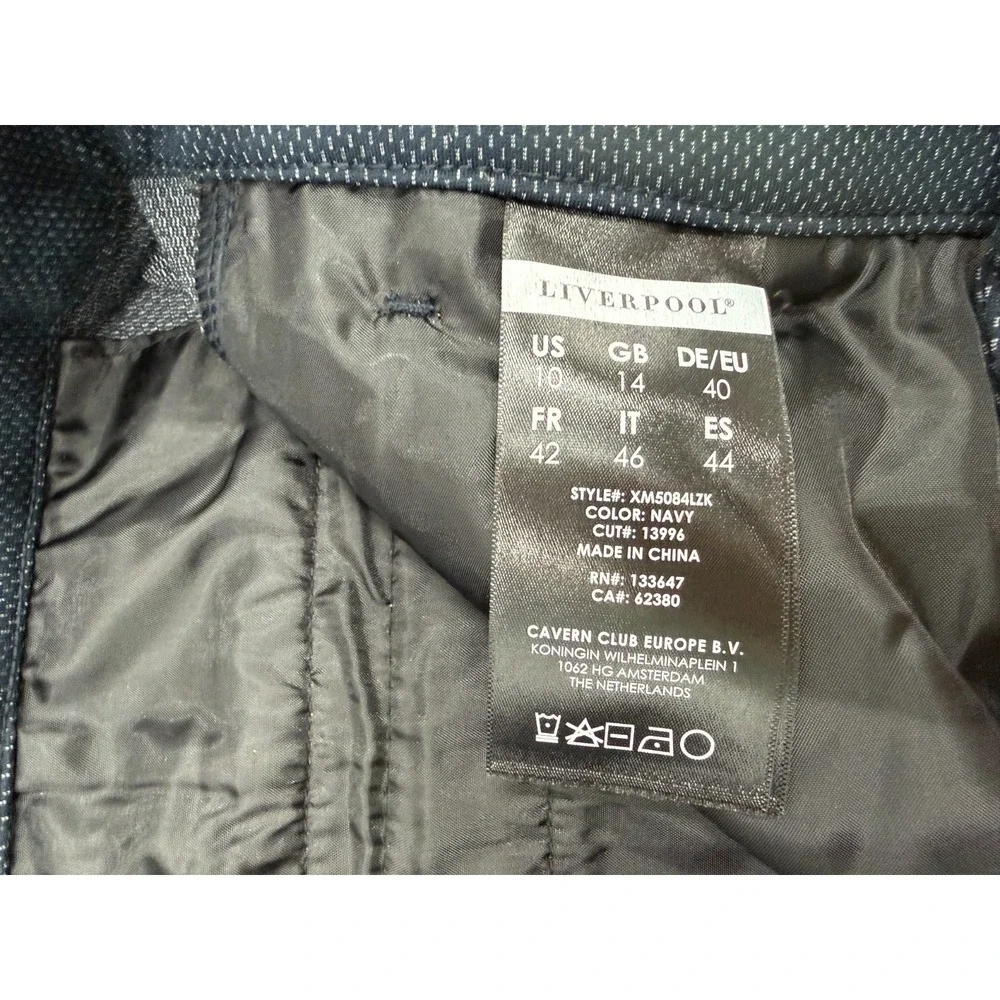 LIVERPOOL®
US GB DE/EU
10 14 40
FR IT ES
42 46 44
STYLE#: XM5084LZK
COLOR: NAVY
CUT#: 13996
MADE IN CHINA
RN#: 133647
CA#: 62380
CAVERN CLUB EUROPE B.V.
KONINGIN WILHELMINAPLEIN 1
1062 HG AMSTERDAM
THE NETHERLANDS